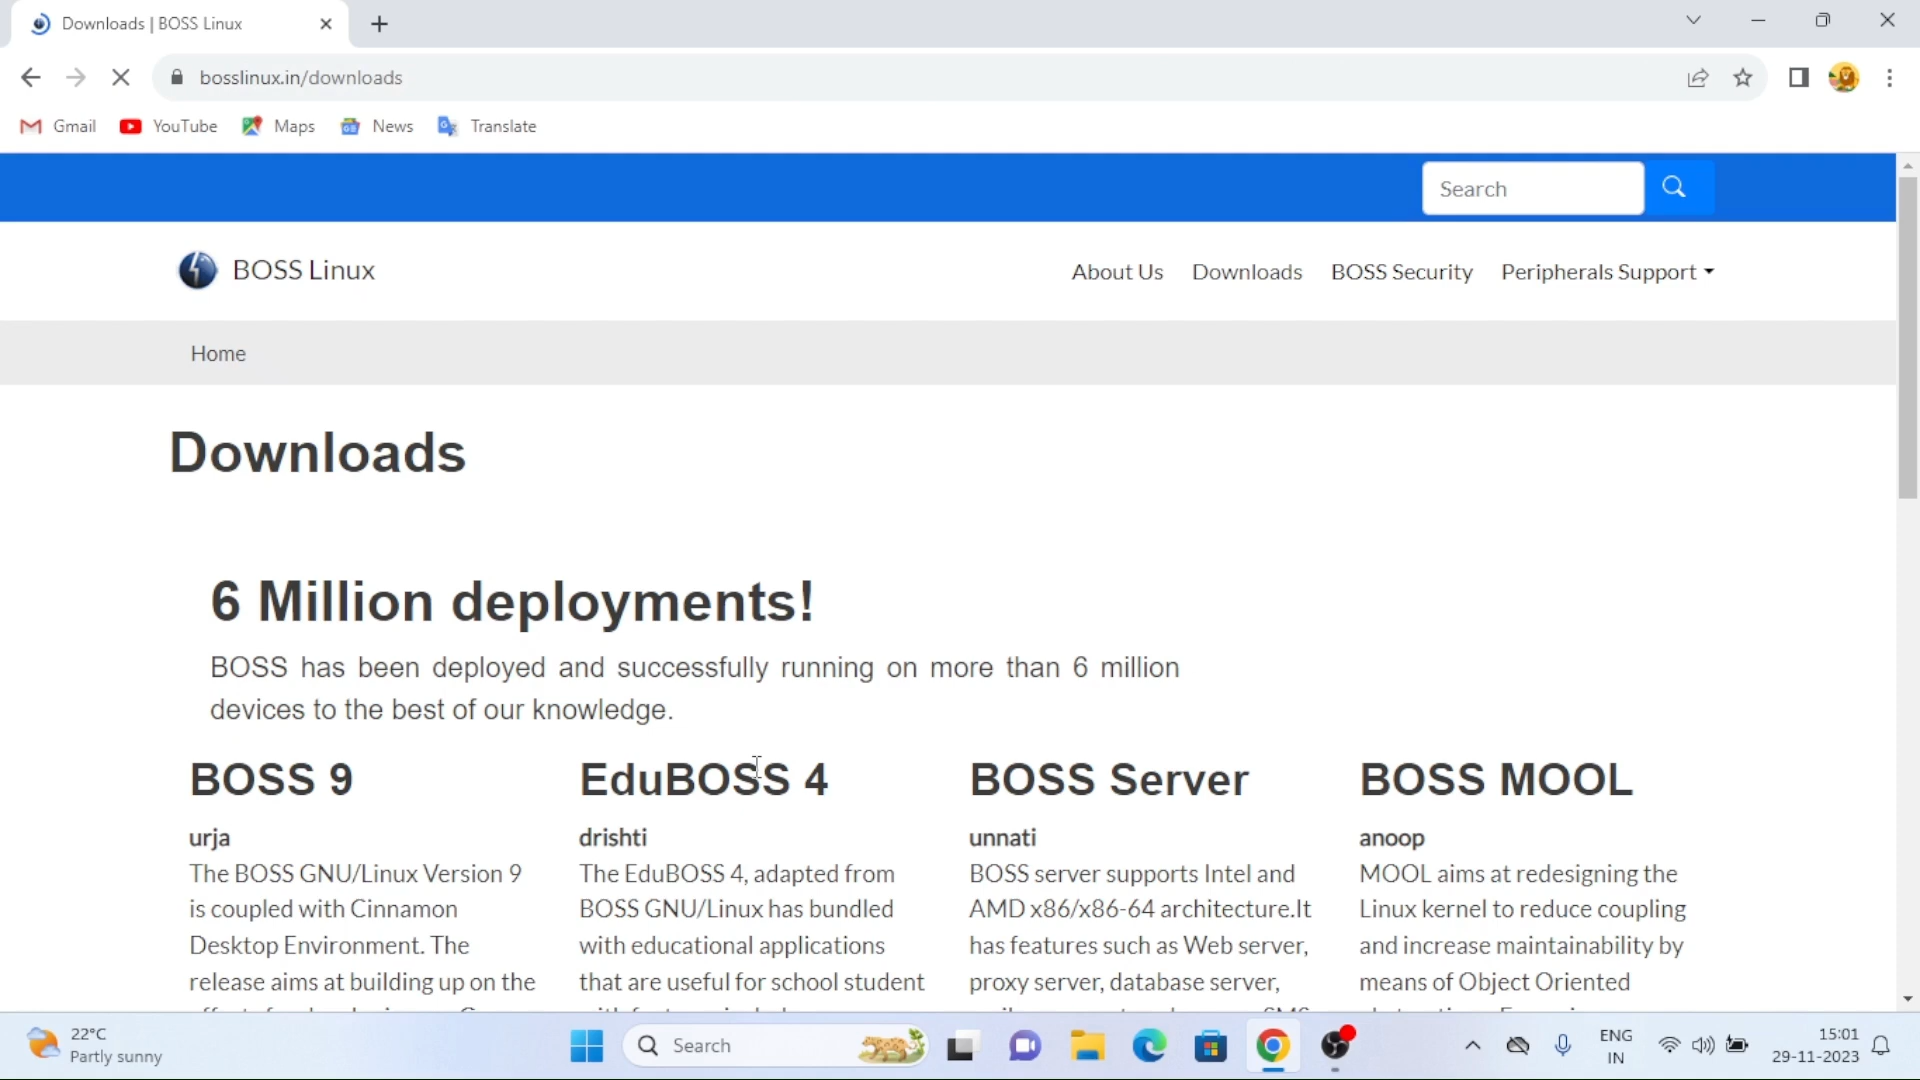 Downloads | BOSS Linux
bosslinux.in/downloads
Gmail YouTube Maps News Translate
Search
BOSS Linux About Us Downloads BOSS Security Peripherals Support
Home
Downloads
6 Million deployments!
BOSS has been deployed and successfully running on more than 6 million
devices to the best of our knowledge.
BOSS 9
urja
The BOSS GNU/Linux Version 9
is coupled with Cinnamon
Desktop Environment. The
release aims at building up on the
EduBOSS 4
drishti
The EduBOSS 4, adapted from
BOSS GNU/Linux has bundled
with educational applications
that are useful for school student
BOSS Server
unnati
BOSS server supports Intel and
AMD x86/x86-64 architecture.It
has features such as Web server,
proxy server, database server,
BOSS MOOL
anoop
MOOL aims at redesigning the
Linux kernel to reduce coupling
and increase maintainability by
means of Object Oriented
22°C
Partly sunny
Search
ENG
IN
15:01
29-11-2023